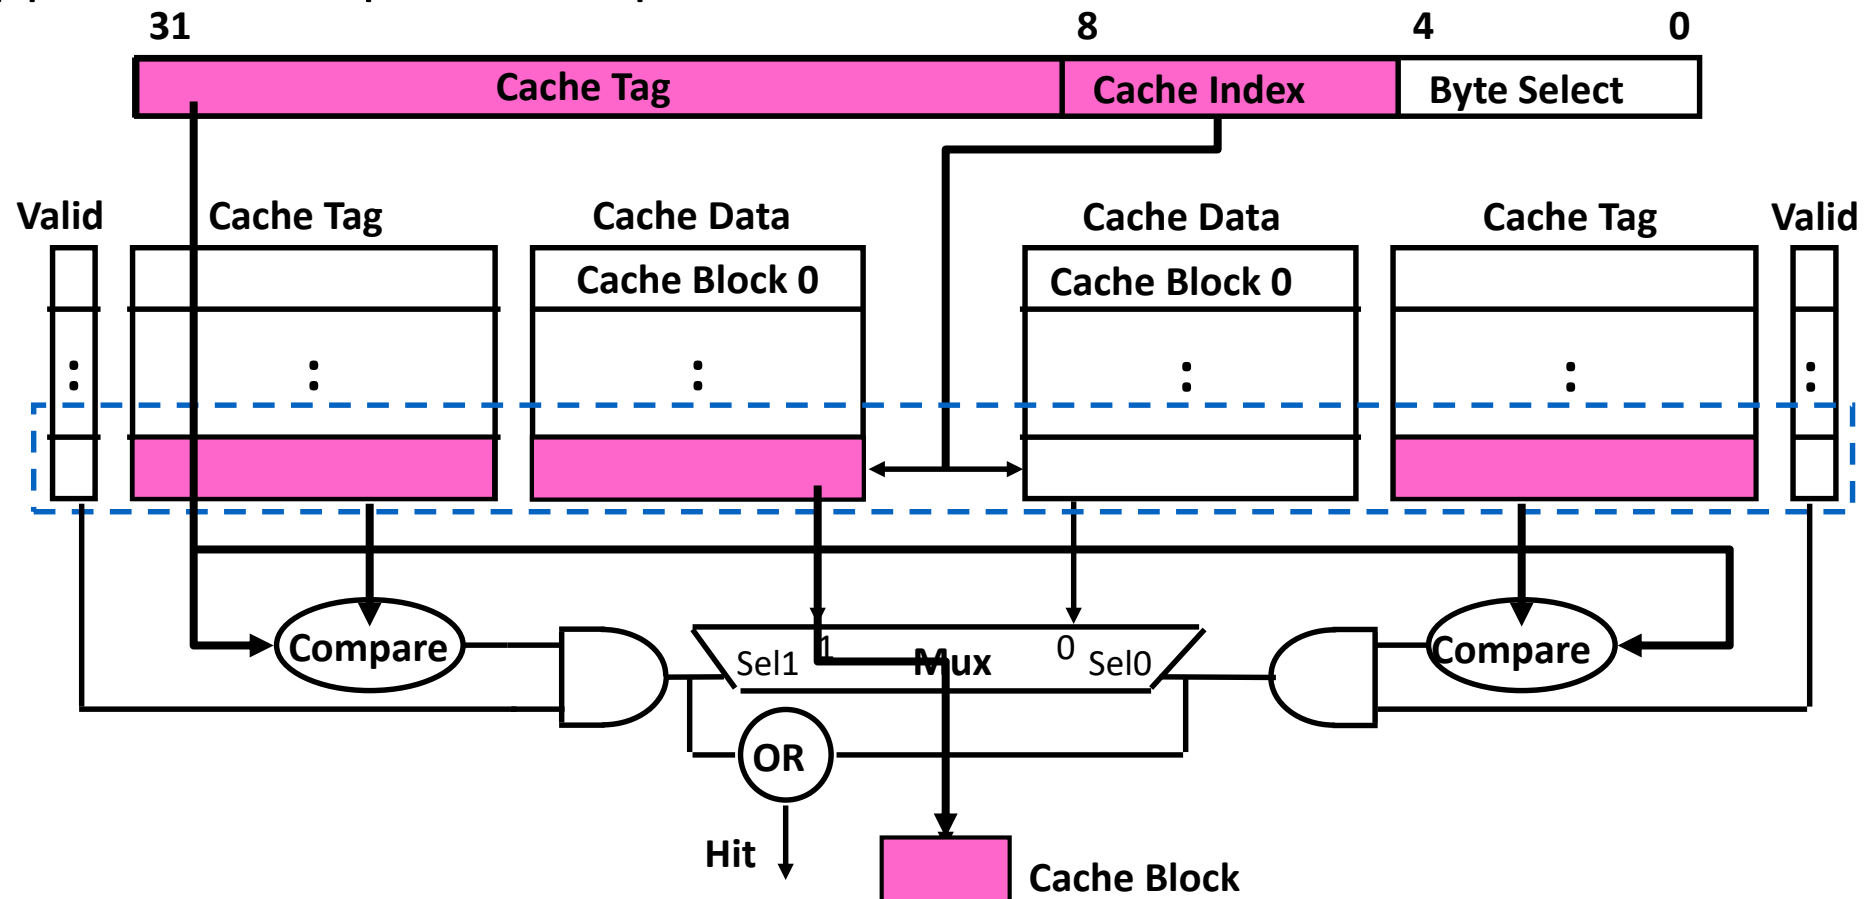 31 8 4 0
Cache Tag Cache Index Byte Select
Valid Cache Tag Cache Data Cache Data Cache Tag Valid
Cache Block 0 Cache Block 0
: : : : : :
Compare Sel1 1 Mux 0 Sel0 Compare
OR
Hit
Cache Block